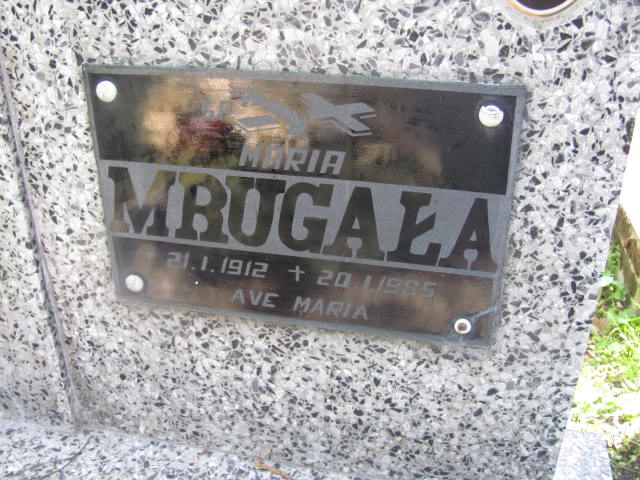 MARIA
MRUGAŁA
* 21.1.1912 + 20.1.1985
AVE MARIA